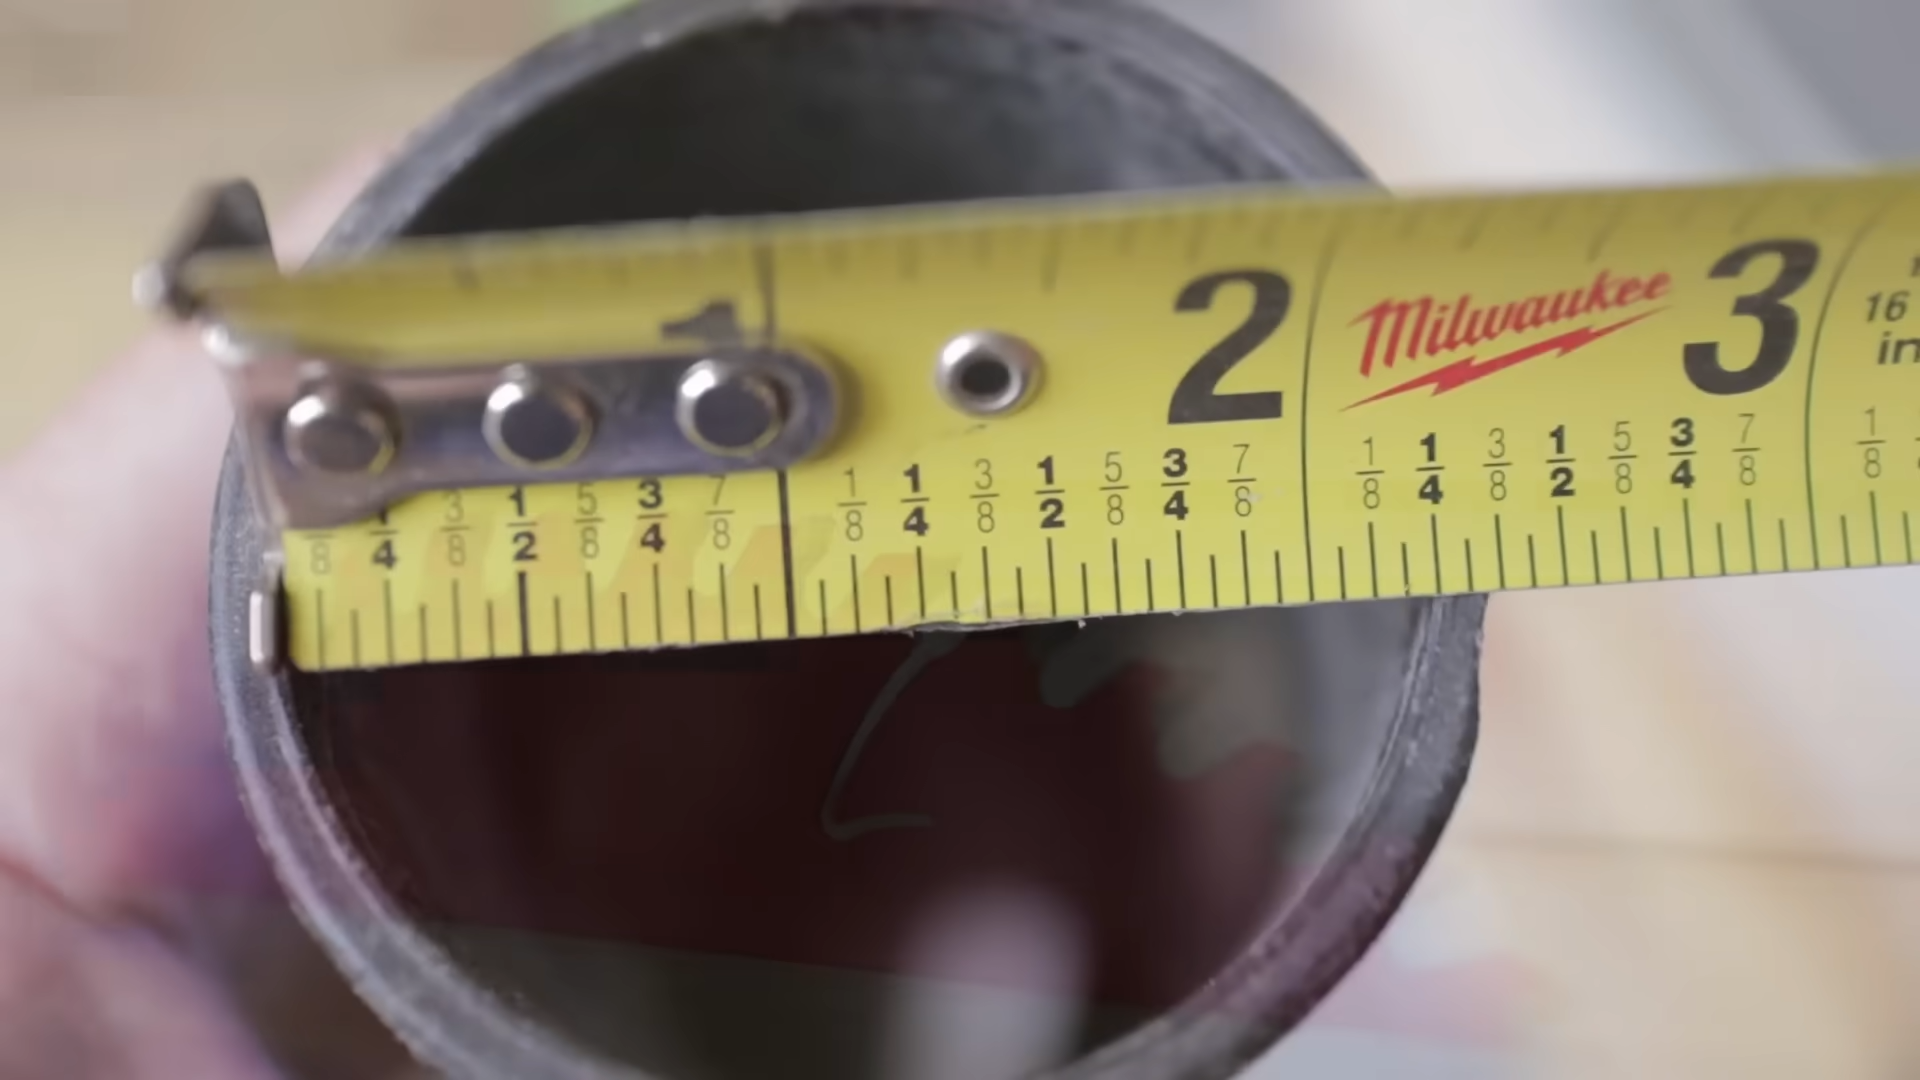 1 2 Milwaukee 3
16
in
1/8 1/4 3/8 1/2 5/8 3/4 7/8 1/8 1/4 3/8 1/2 5/8 3/4 7/8 1/8 1/4 3/8 1/2 5/8 3/4 7/8 1/8